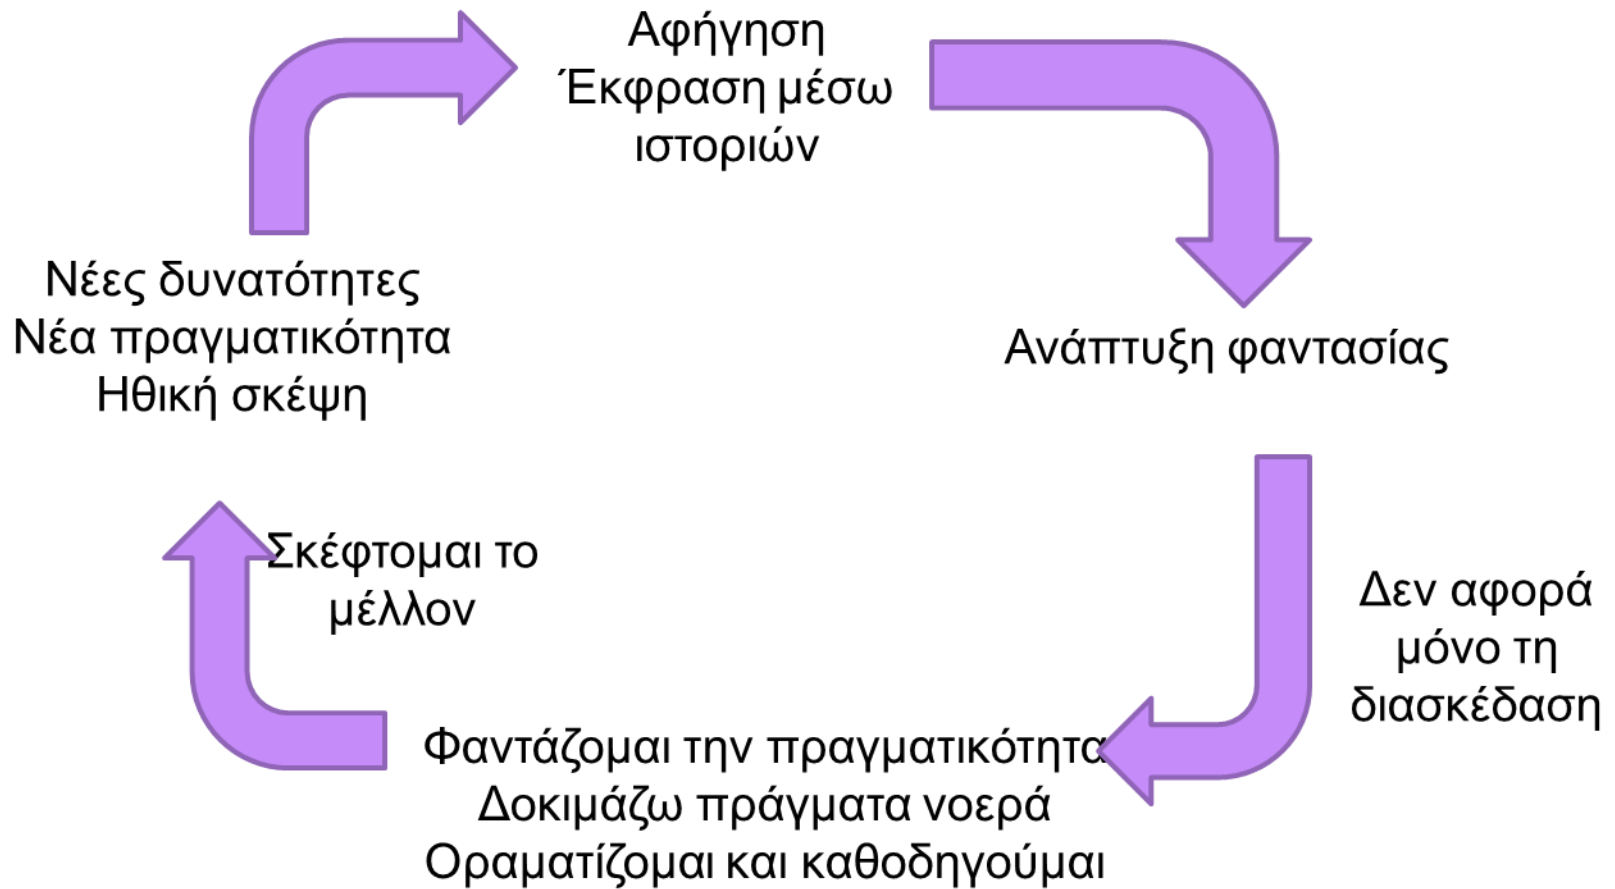 Αφήγηση
Έκφραση μέσω
ιστοριών
Ανάπτυξη φαντασίας
Δεν αφορά
μόνο τη
διασκέδαση
Φαντάζομαι την πραγματικότητα
Δοκιμάζω πράγματα νοερά
Οραματίζομαι και καθοδηγούμαι
Σκέφτομαι το
μέλλον
Νέες δυνατότητες
Νέα πραγματικότητα
Ηθική σκέψη